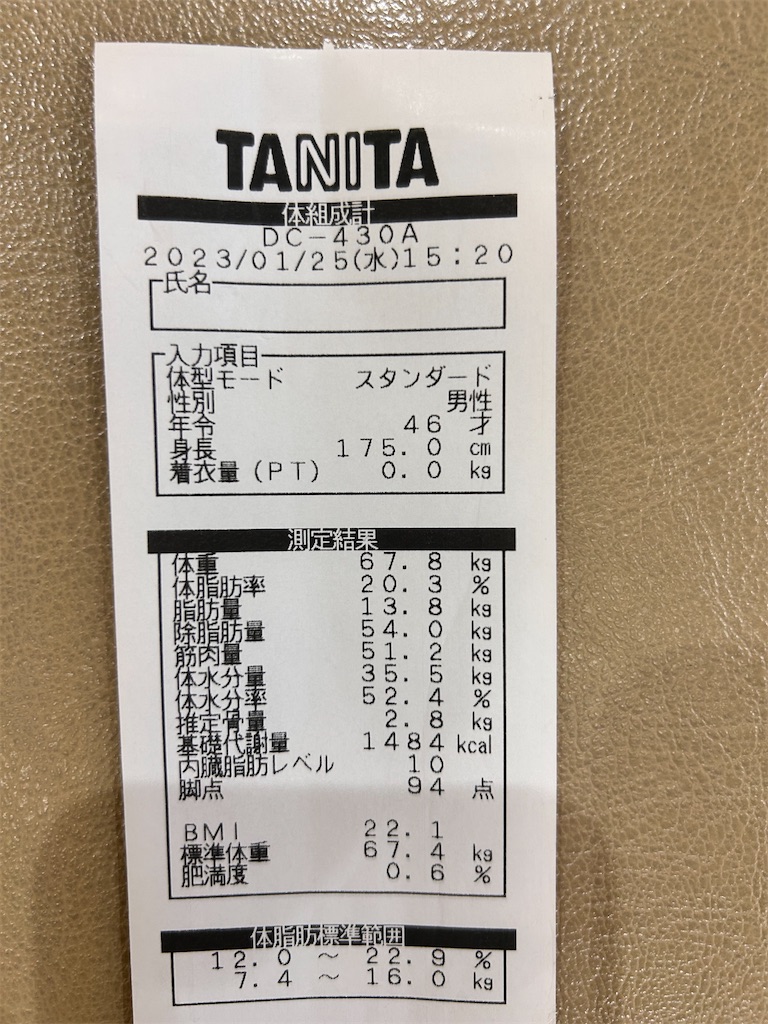 TANITA
体組成計
DC-430A
2023/01/25(水)15:20
氏名
入力項目
体型モード スタンダード
性別 男性
年令 46 才
身長 175.0 cm
着衣量(PT) 0.0 kg
測定結果
体重 67.8 kg
体脂肪率 20.3 %
脂肪量 13.8 kg
除脂肪量 54.0 kg
筋肉量 51.2 kg
体水分量 35.5 kg
体水分率 52.4 %
推定骨量 2.8 kg
基礎代謝量 1484 kcal
内臓脂肪レベル 10
脚点 94 点
BMI 22.1
標準体重 67.4 kg
肥満度 0.6 %
体脂肪標準範囲
12.0 ~ 22.9 %
7.4 ~ 16.0 kg